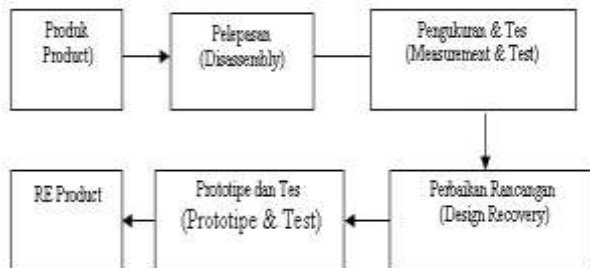 Produk
Product)
Pelepasan
(Disassembly)
Pengukuran & Tes
(Measurement & Test)
RE Product
Prototipe dan Tes
(Prototipe & Test)
Perbaikan Rancangan
(Design Recovery)